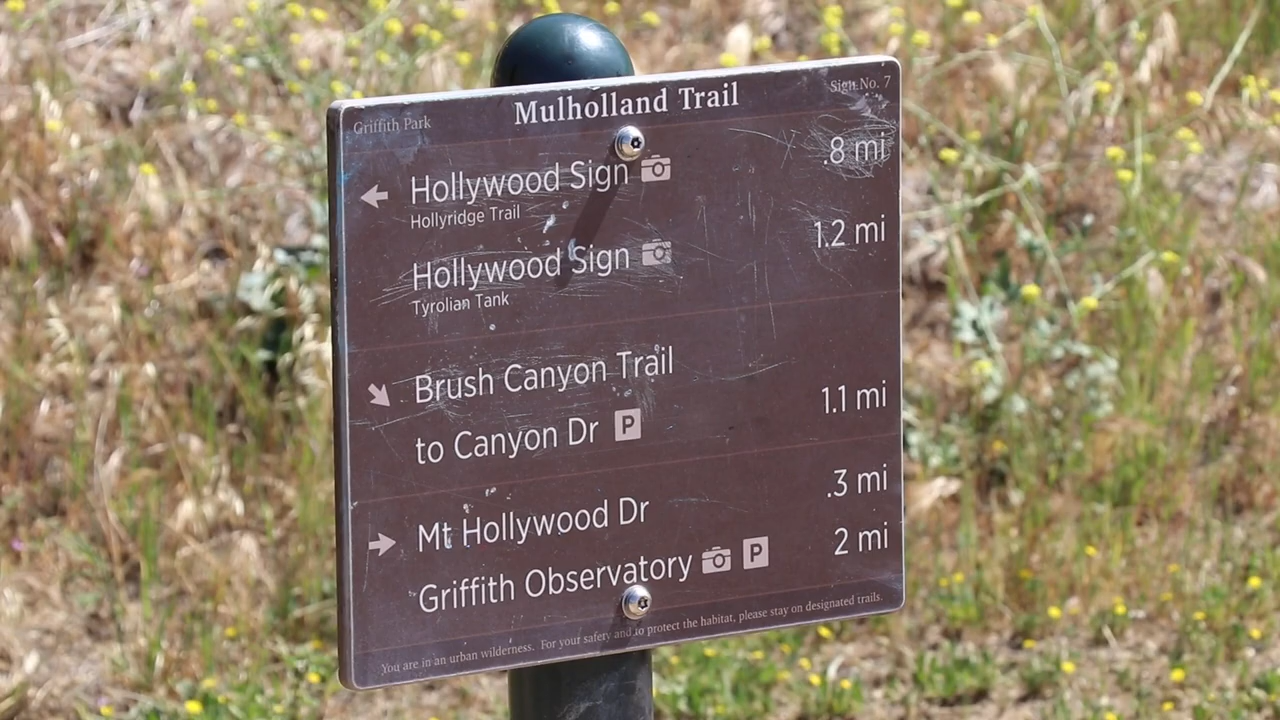 Griffith Park Mulholland Trail Sign No. 7
Hollywood Sign .8 mi
Hollyridge Trail
Hollywood Sign 1.2 mi
Tyrolian Tank
Brush Canyon Trail
to Canyon Dr P 1.1 mi
Mt Hollywood Dr .3 mi
Griffith Observatory P 2 mi
You are in an urban wilderness. For your safety and to protect the habitat, please stay on designated trails.